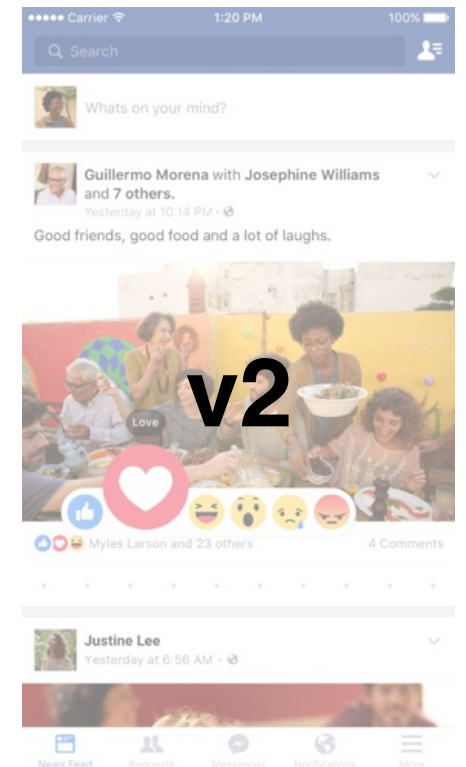 Carrier 1:20 PM 100%
Search
Whats on your mind?
Guillermo Morena with Josephine Williams
and 7 others.
Yesterday at 10:14 PM •
Good friends, good food and a lot of laughs.
v2
Love
Myles Larson and 23 others 4 Comments
Justine Lee
Yesterday at 6:56 AM •
News Feed Requests Messenger Notifications More